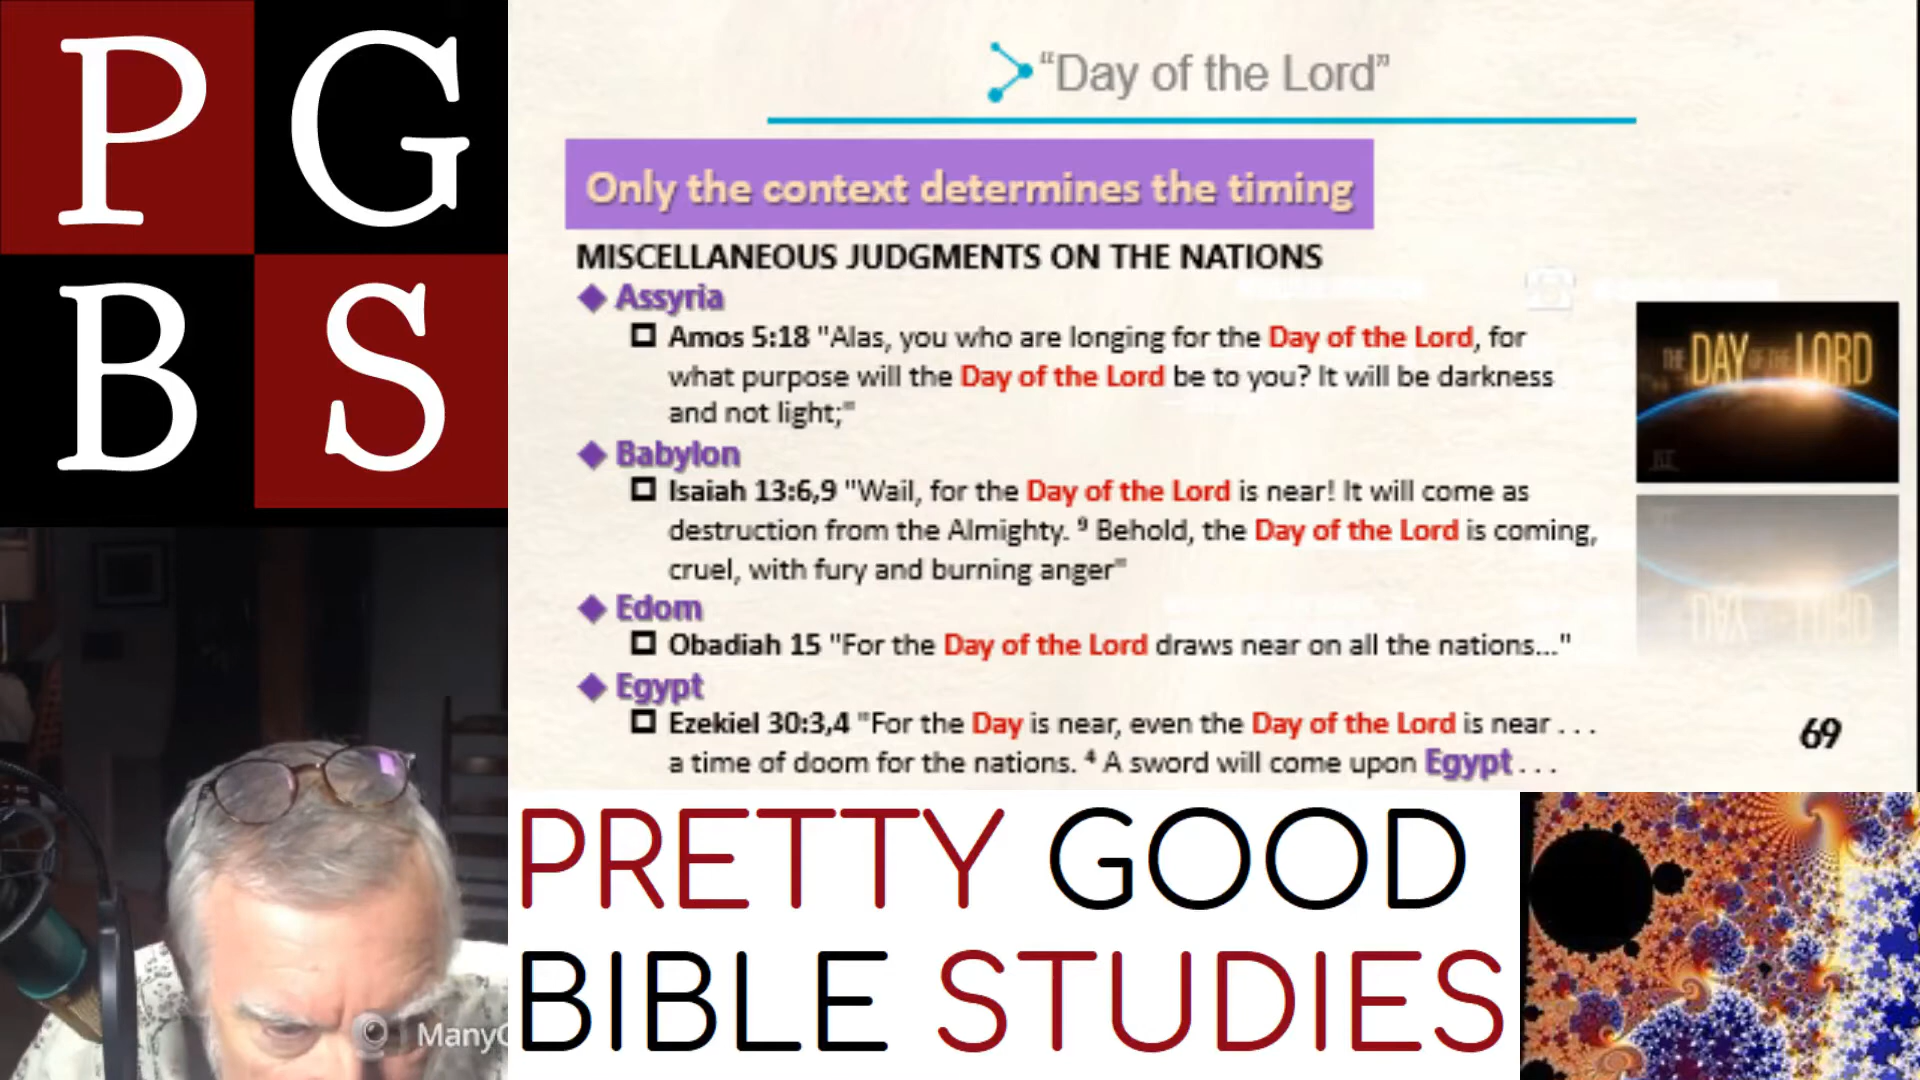 P G
B S
“Day of the Lord”
Only the context determines the timing
MISCELLANEOUS JUDGMENTS ON THE NATIONS
Assyria
Amos 5:18 "Alas, you who are longing for the Day of the Lord, for
what purpose will the Day of the Lord be to you? It will be darkness
and not light;"
Babylon
Isaiah 13:6,9 "Wail, for the Day of the Lord is near! It will come as
destruction from the Almighty. ⁹ Behold, the Day of the Lord is coming,
cruel, with fury and burning anger"
Edom
Obadiah 15 "For the Day of the Lord draws near on all the nations..."
Egypt
Ezekiel 30:3,4 "For the Day is near, even the Day of the Lord is near . . .
a time of doom for the nations. ⁴ A sword will come upon Egypt . . .
THE DAY OF THE LORD
69
ManyC
PRETTY GOOD
BIBLE STUDIES